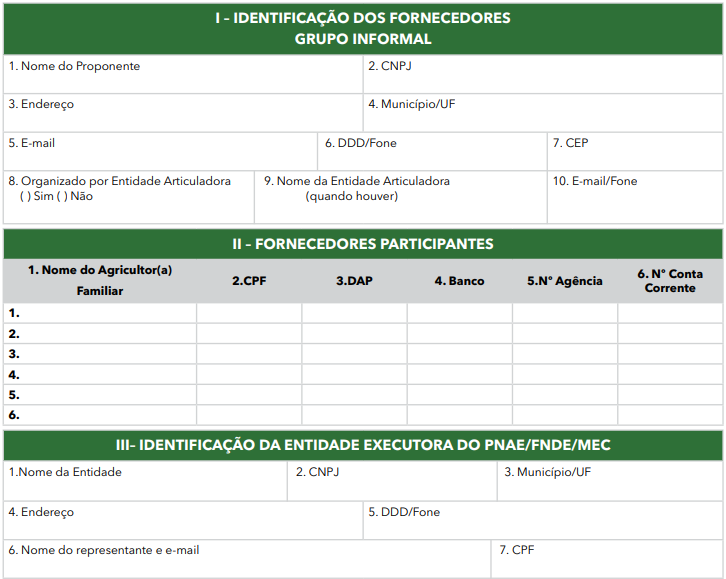 I – IDENTIFICAÇÃO DOS FORNECEDORES
GRUPO INFORMAL
1. Nome do Proponente
2. CNPJ
3. Endereço
4. Município/UF
5. E-mail
6. DDD/Fone
7. CEP
8. Organizado por Entidade Articuladora
( ) Sim ( ) Não
9. Nome da Entidade Articuladora
(quando houver)
10. E-mail/Fone
II – FORNECEDORES PARTICIPANTES
1. Nome do Agricultor(a)
Familiar
2.CPF
3.DAP
4. Banco
5.N° Agência
6. N° Conta
Corrente
1.
2.
3.
4.
5.
6.
III– IDENTIFICAÇÃO DA ENTIDADE EXECUTORA DO PNAE/FNDE/MEC
1.Nome da Entidade
2. CNPJ
3. Município/UF
4. Endereço
5. DDD/Fone
6. Nome do representante e e-mail
7. CPF